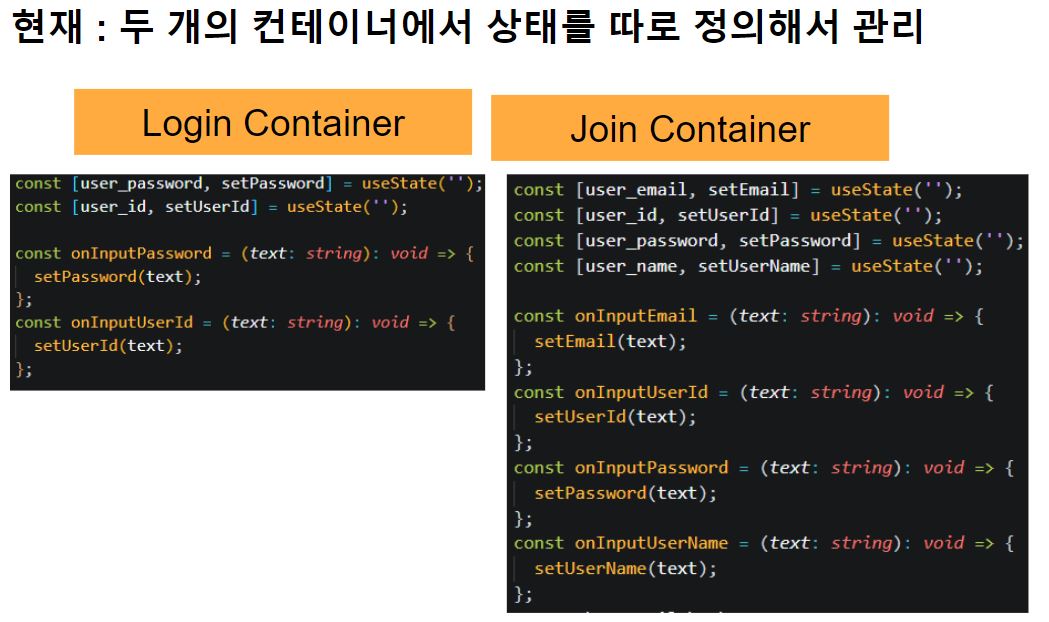 현재 : 두 개의 컨테이너에서 상태를 따로 정의해서 관리
Login Container
const [user_password, setPassword] = useState('');
const [user_id, setUserId] = useState('');
const onInputPassword = (text: string): void => {
setPassword(text);
};
const onInputUserId = (text: string): void => {
setUserId(text);
};
Join Container
const [user_email, setEmail] = useState('');
const [user_id, setUserId] = useState('');
const [user_password, setPassword] = useState('');
const [user_name, setUserName] = useState('');
const onInputEmail = (text: string): void => {
setEmail(text);
};
const onInputUserId = (text: string): void => {
setUserId(text);
};
const onInputPassword = (text: string): void => {
setPassword(text);
};
const onInputUserName = (text: string): void => {
setUserName(text);
};